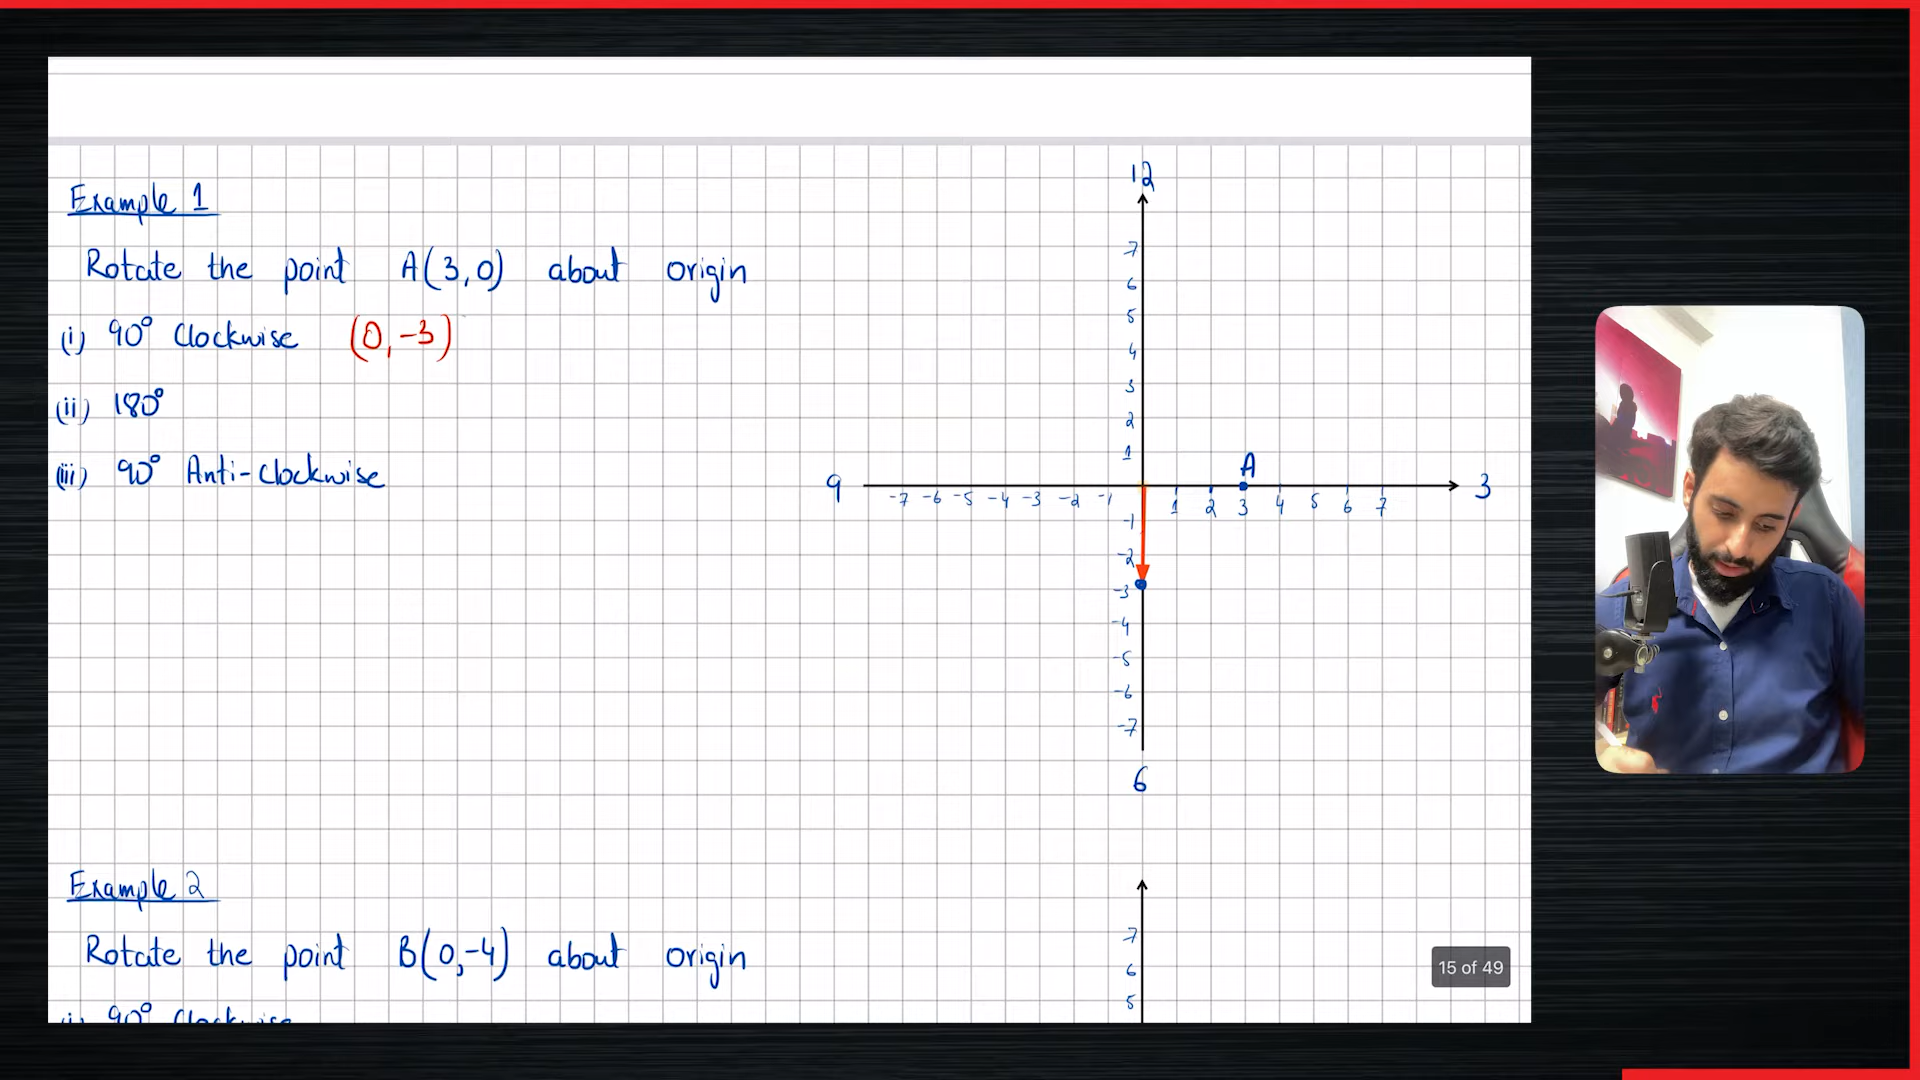 Example 1
Rotate the point A(3,0) about origin
(i) 90° Clockwise (0,-3)
(ii) 180°
(iii) 90° Anti-clockwise
12
7
6
5
4
3
2
1
A
9
-7 -6 -5 -4 -3 -2 -1
1 2 3 4 5 6 7
3
-1
-2
-3
-4
-5
-6
-7
6
Example 2
Rotate the point B(0,-4) about origin
(i) 90° Clockwise
7
6
5
15 of 49